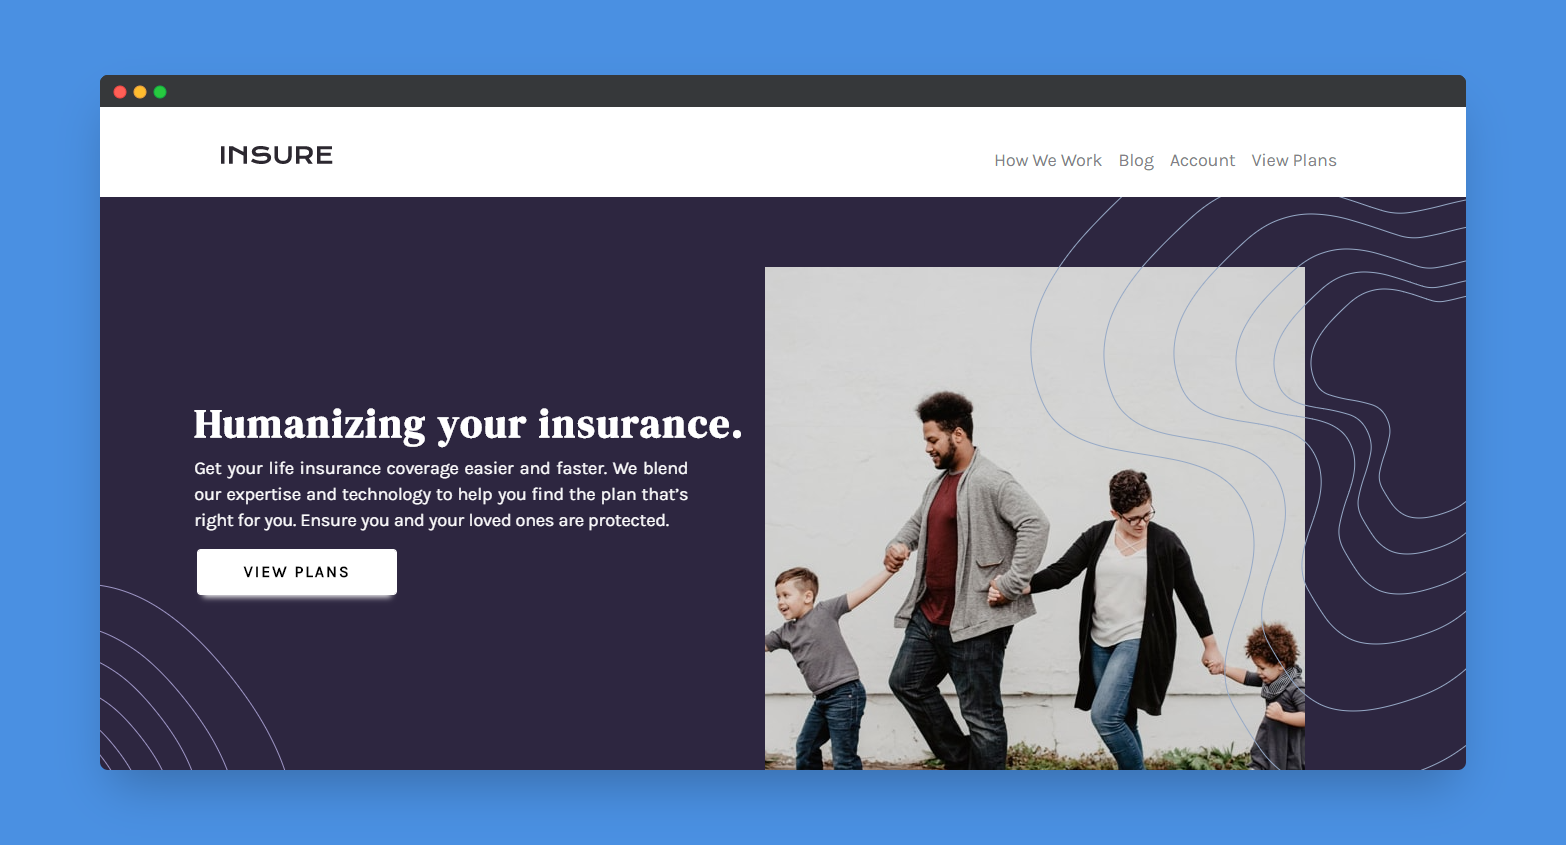 INSURE
How We Work Blog Account View Plans
Humanizing your insurance.
Get your life insurance coverage easier and faster. We blend
our expertise and technology to help you find the plan that's
right for you. Ensure you and your loved ones are protected.
VIEW PLANS